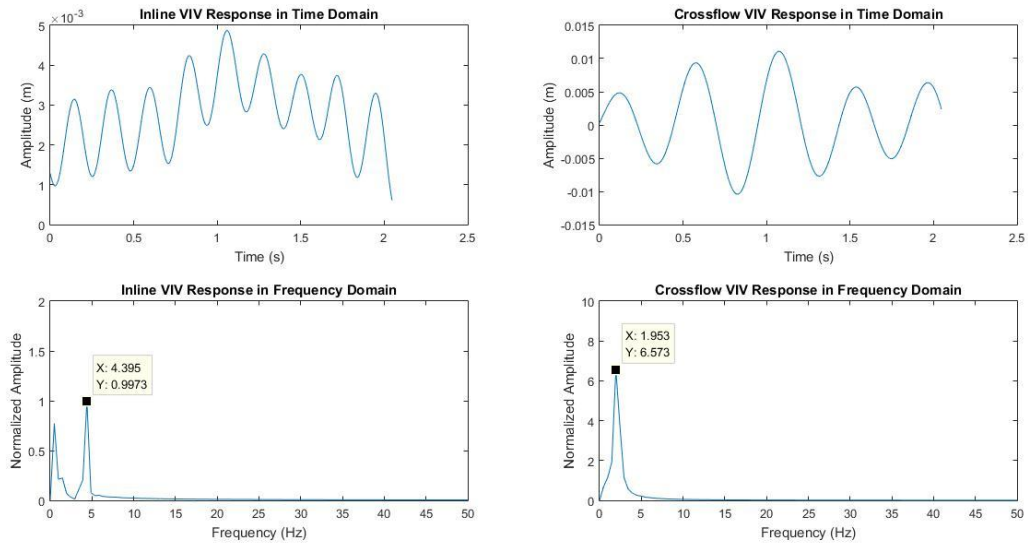 Inline VIV Response in Time Domain
×10⁻³
5
4
3
2
1
0
Amplitude (m)
0 0.5 1 1.5 2 2.5
Time (s)
Crossflow VIV Response in Time Domain
0.015
0.01
0.005
0
-0.005
-0.01
-0.015
Amplitude (m)
0 0.5 1 1.5 2 2.5
Time (s)
Inline VIV Response in Frequency Domain
2
1.5
1
0.5
0
Normalized Amplitude
X: 4.395
Y: 0.9973
0 5 10 15 20 25 30 35 40 45 50
Frequency (Hz)
Crossflow VIV Response in Frequency Domain
10
8
6
4
2
0
Normalized Amplitude
X: 1.953
Y: 6.573
0 5 10 15 20 25 30 35 40 45 50
Frequency (Hz)